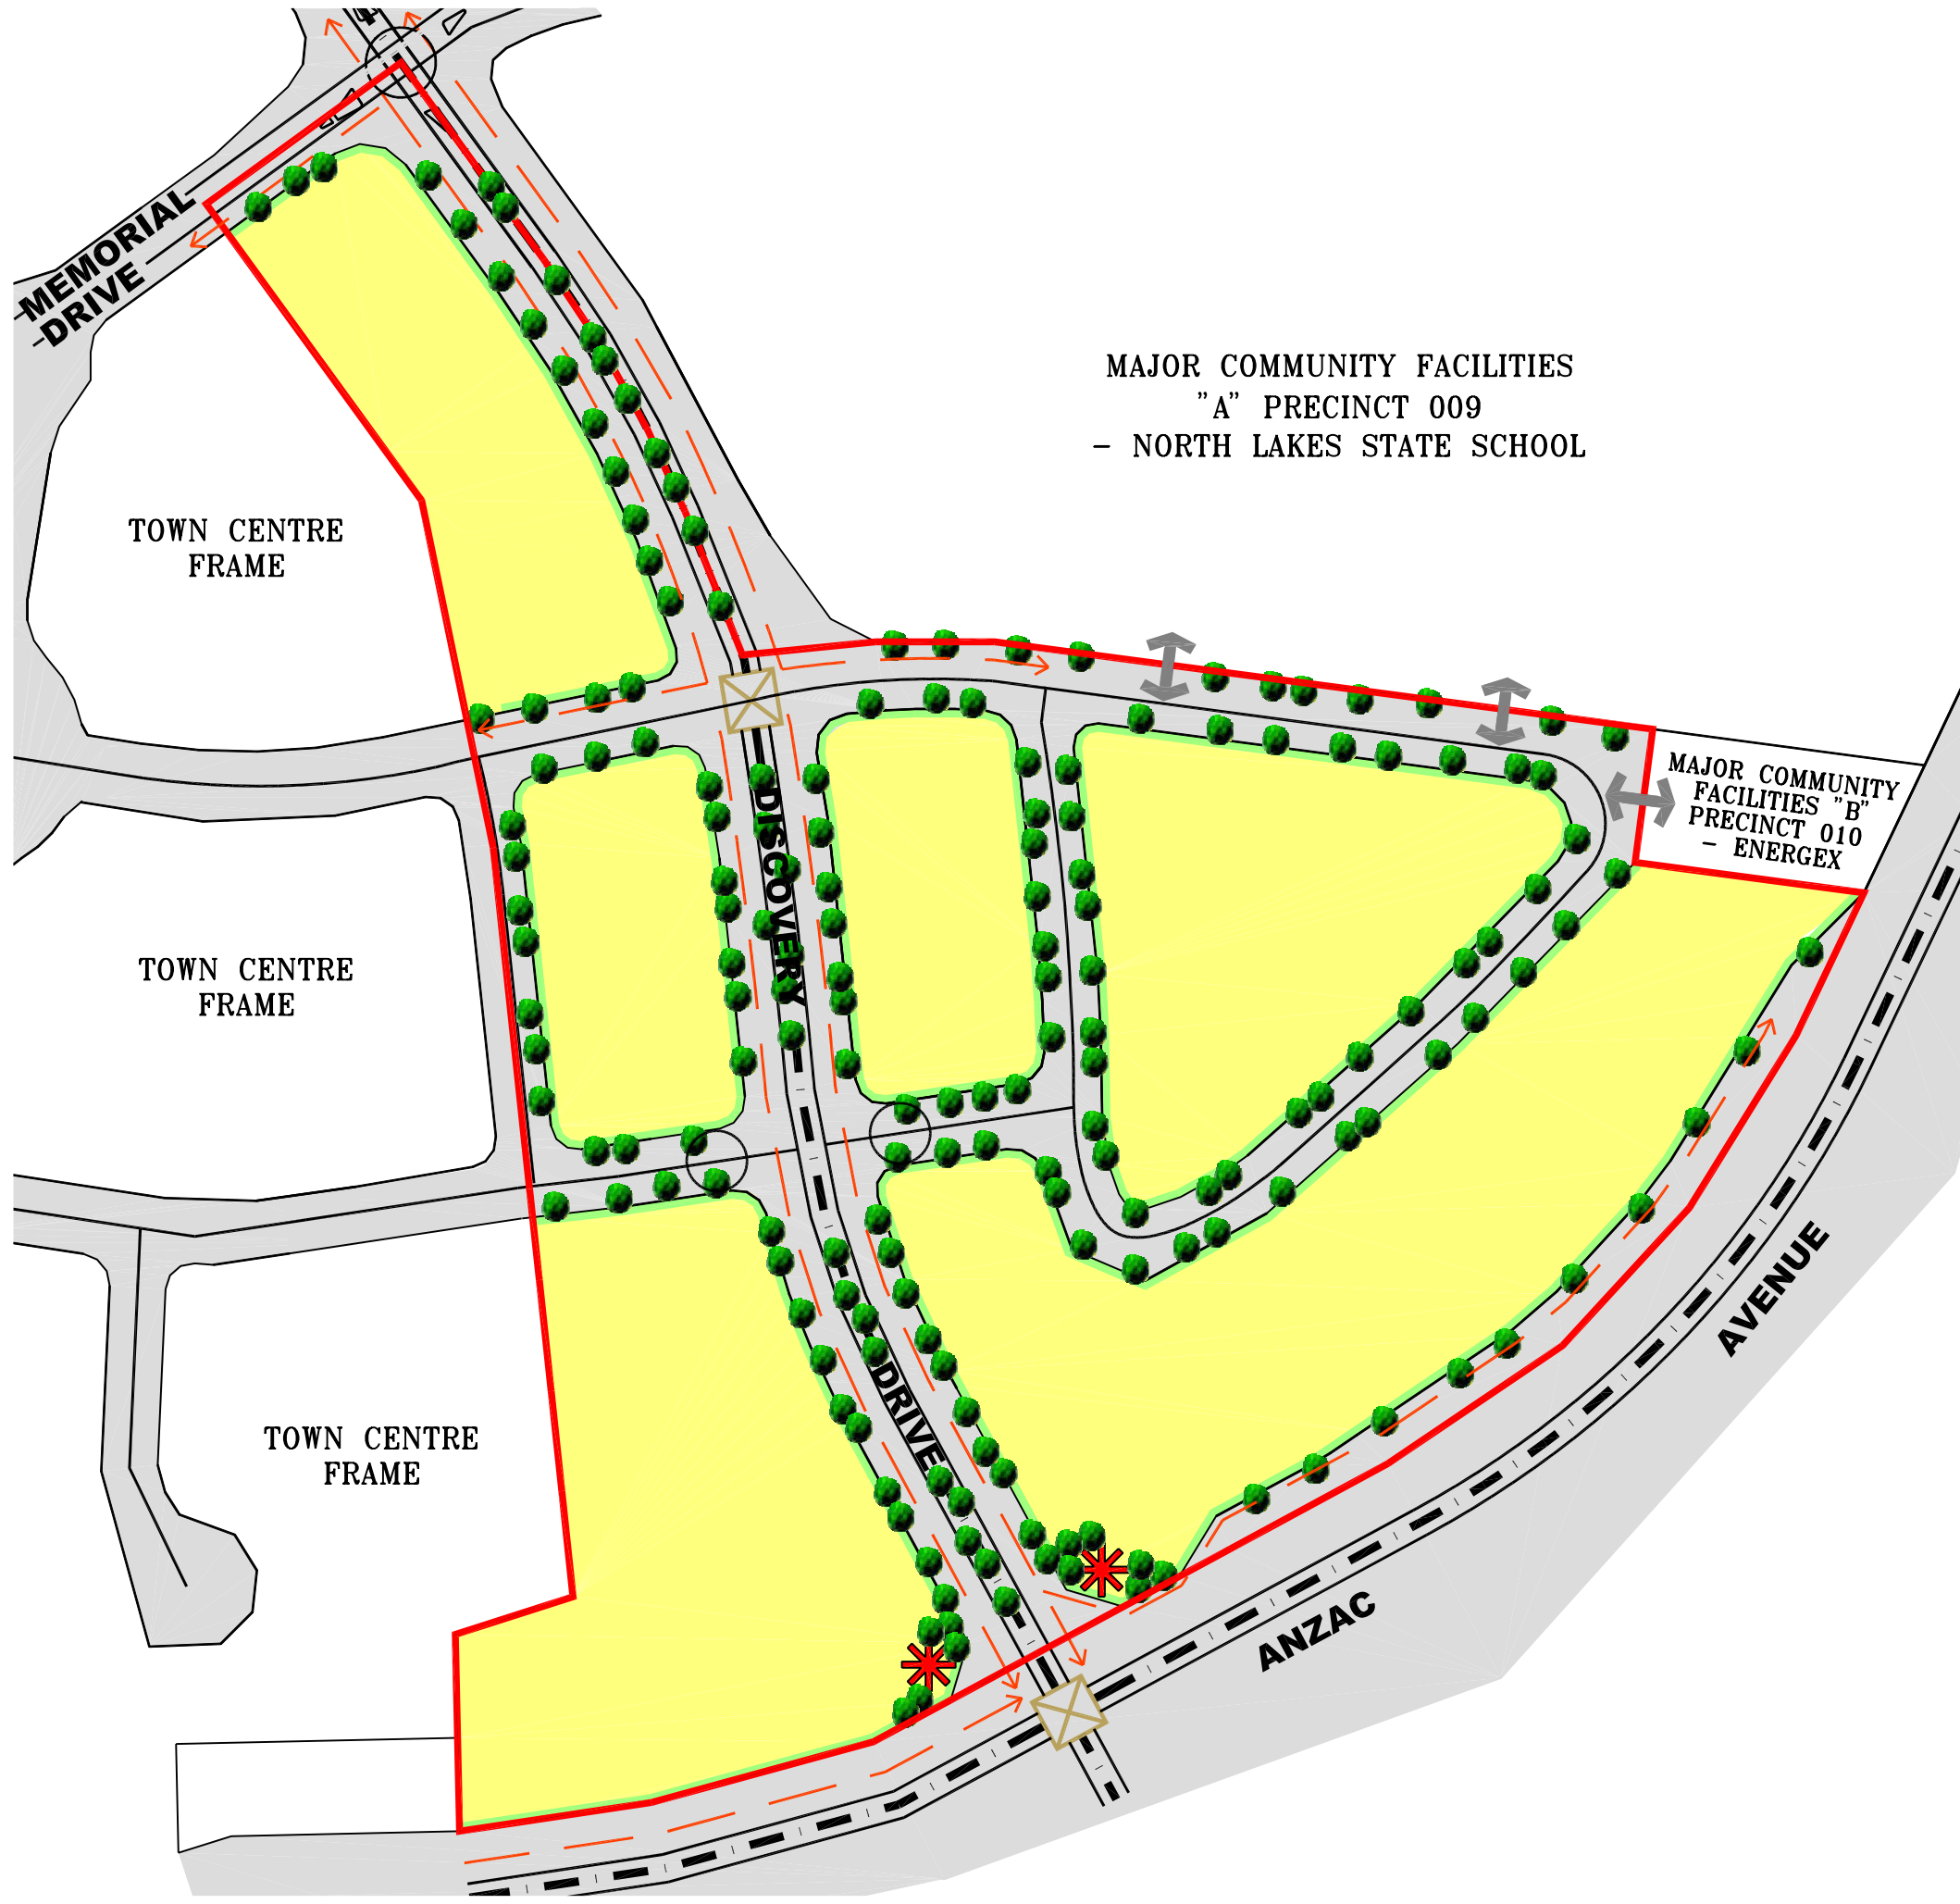 MEMORIAL
DRIVE
MAJOR COMMUNITY FACILITIES
"A" PRECINCT 009
- NORTH LAKES STATE SCHOOL
TOWN CENTRE
FRAME
MAJOR COMMUNITY
FACILITIES "B"
PRECINCT 010
- ENERGEX
DISCOVERY
DRIVE
TOWN CENTRE
FRAME
TOWN CENTRE
FRAME
ANZAC
AVENUE